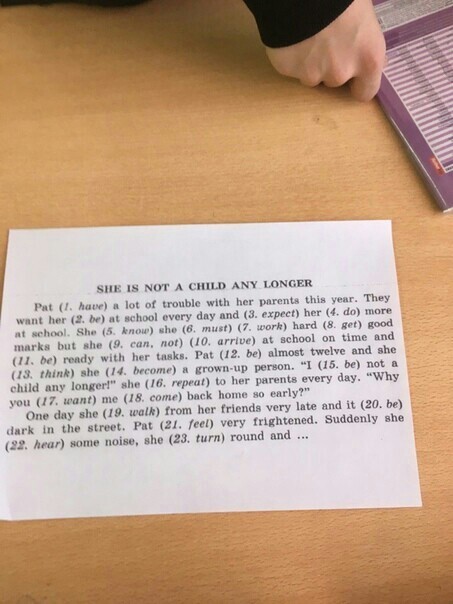 SHE IS NOT A CHILD ANY LONGER
Pat (1. have) a lot of trouble with her parents this year. They
want her (2. be) at school every day and (3. expect) her (4. do) more
at school. She (5. know) she (6. must) (7. work) hard (8. get) good
marks but she (9. can, not) (10. arrive) at school on time and
(11. be) ready with her tasks. Pat (12. be) almost twelve and she
(13. think) she (14. become) a grown-up person. “I (15. be) not a
child any longer!” she (16. repeat) to her parents every day. “Why
you (17. want) me (18. come) back home so early?”
One day she (19. walk) from her friends very late and it (20. be)
dark in the street. Pat (21. feel) very frightened. Suddenly she
(22. hear) some noise, she (23. turn) round and ...